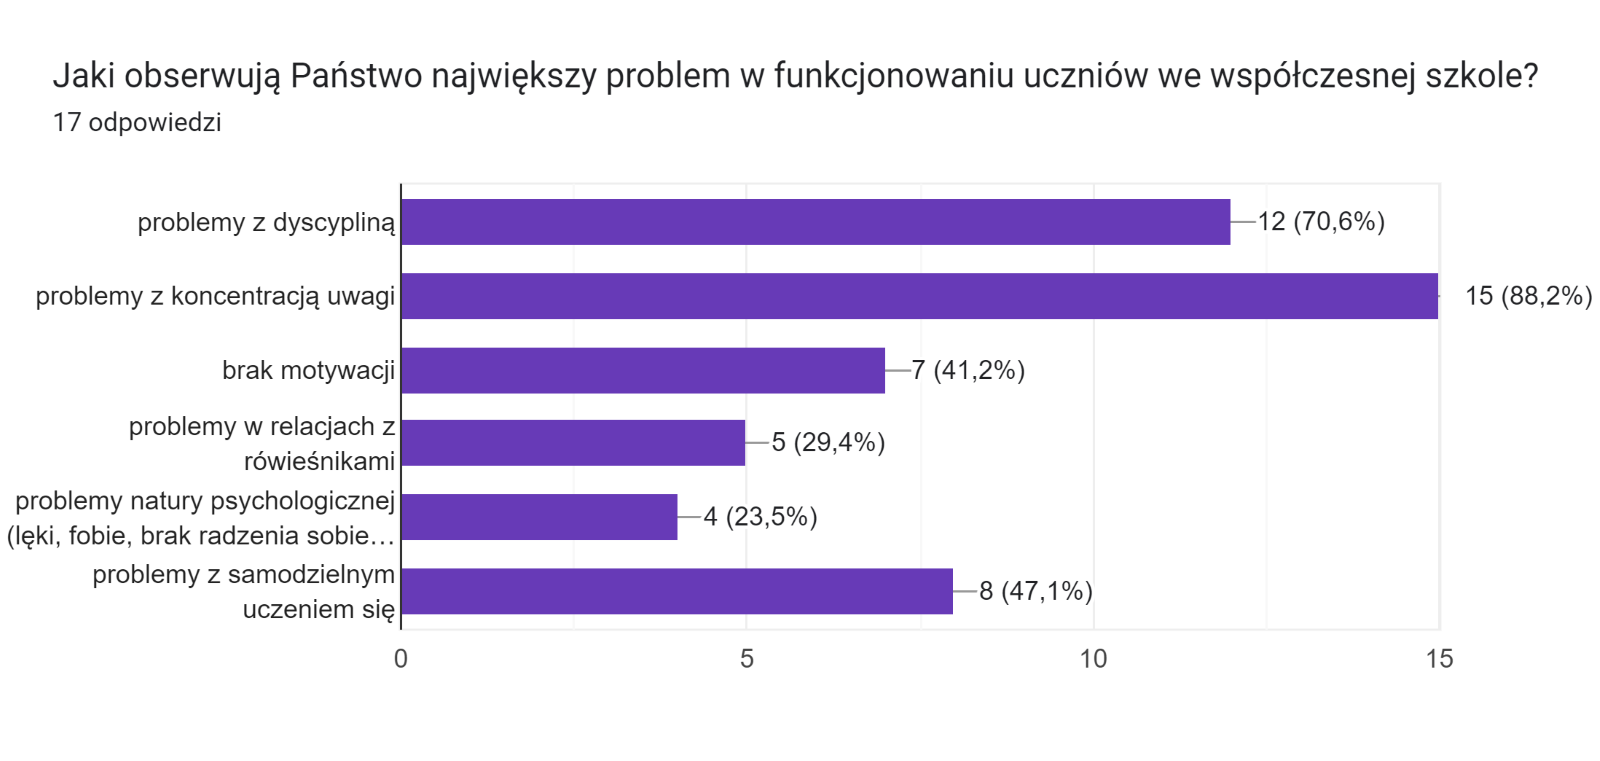 Jaki obserwują Państwo największy problem w funkcjonowaniu uczniów we współczesnej szkole?
17 odpowiedzi
problemy z dyscypliną
12 (70,6%)
problemy z koncentracją uwagi
15 (88,2%)
brak motywacji
7 (41,2%)
problemy w relacjach z
rówieśnikami
5 (29,4%)
problemy natury psychologicznej
(lęki, fobie, brak radzenia sobie…
4 (23,5%)
problemy z samodzielnym
uczeniem się
8 (47,1%)
0 5 10 15